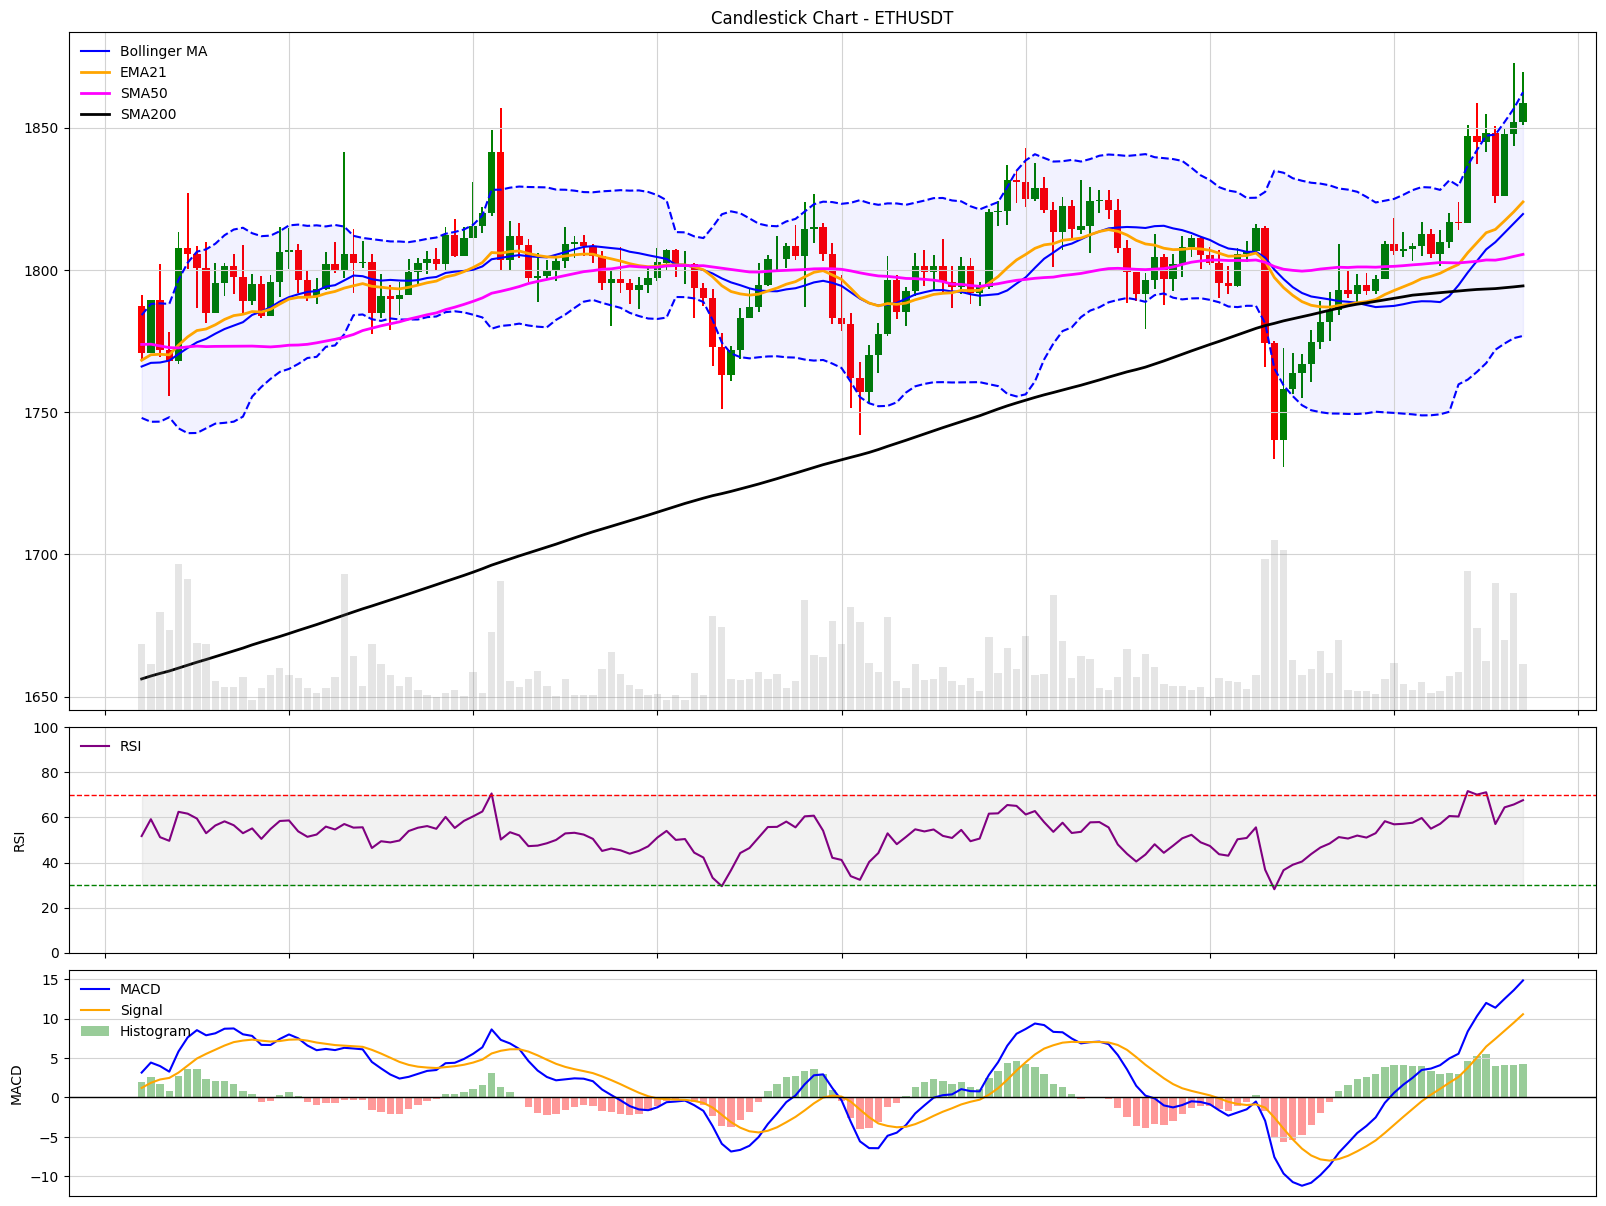 Candlestick Chart - ETHUSDT
Bollinger MA
EMA21
SMA50
SMA200
1850
1800
1750
1700
1650
RSI
100
80
60
40
20
0
RSI
MACD
Signal
Histogram
15
10
5
0
−5
−10
MACD